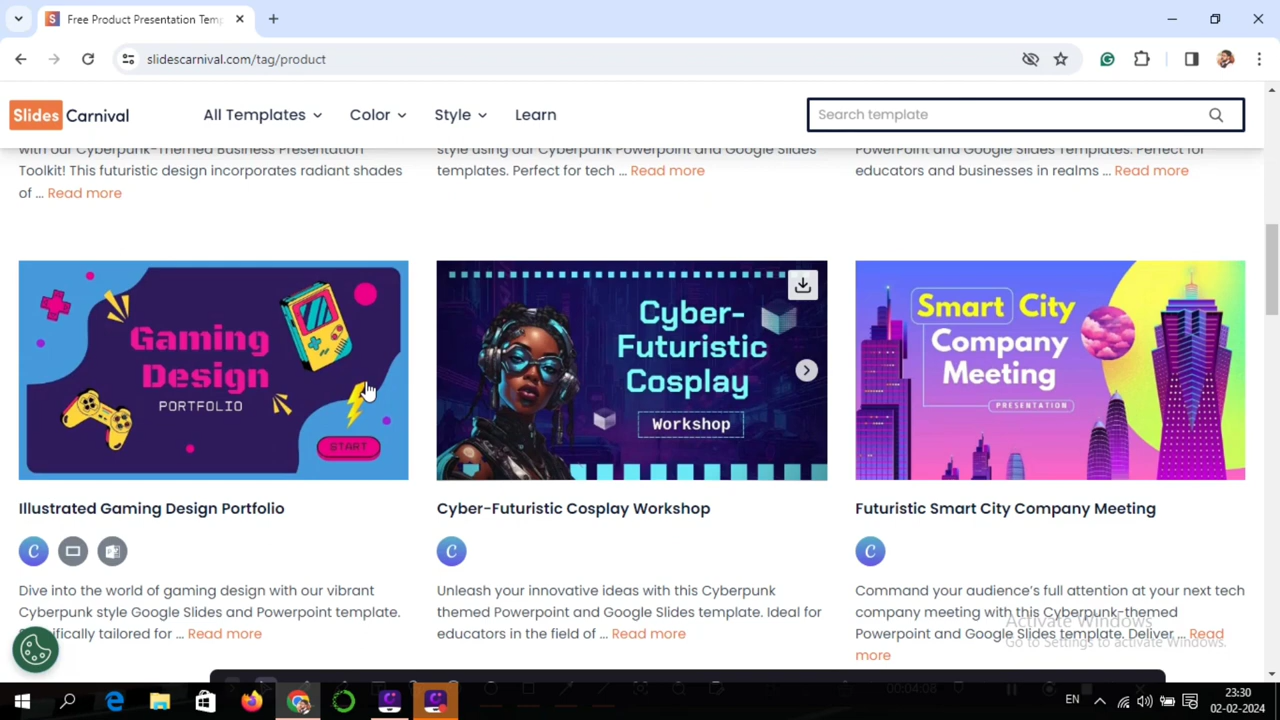 Free Product Presentation Tem
slidescarnival.com/tag/product
Slides Carnival
All Templates
Color
Style
Learn
Search template
with our Cyberpunk-Themed Business Presentation
Toolkit! This futuristic design incorporates radiant shades
of ... Read more
style using our Cyberpunk Powerpoint and Google Slides
templates. Perfect for tech ... Read more
PowerPoint and Google Slides Templates. Perfect for
educators and businesses in realms ... Read more
Gaming
Design
PORTFOLIO
START
Cyber-
Futuristic
Cosplay
Workshop
Smart City
Company
Meeting
PRESENTATION
Illustrated Gaming Design Portfolio
Cyber-Futuristic Cosplay Workshop
Futuristic Smart City Company Meeting
Dive into the world of gaming design with our vibrant
Cyberpunk style Google Slides and Powerpoint template.
tailored for ... Read more
Unleash your innovative ideas with this Cyberpunk
themed Powerpoint and Google Slides template. Ideal for
educators in the field of ... Read more
Command your audience's full attention at your next tech
company meeting with this Cyberpunk-themed
Powerpoint and Google Slides template. Deliver ... Read
more
Activate Windows
Go to Settings to activate Windows.
00:04:08
EN
23:30
02-02-2024